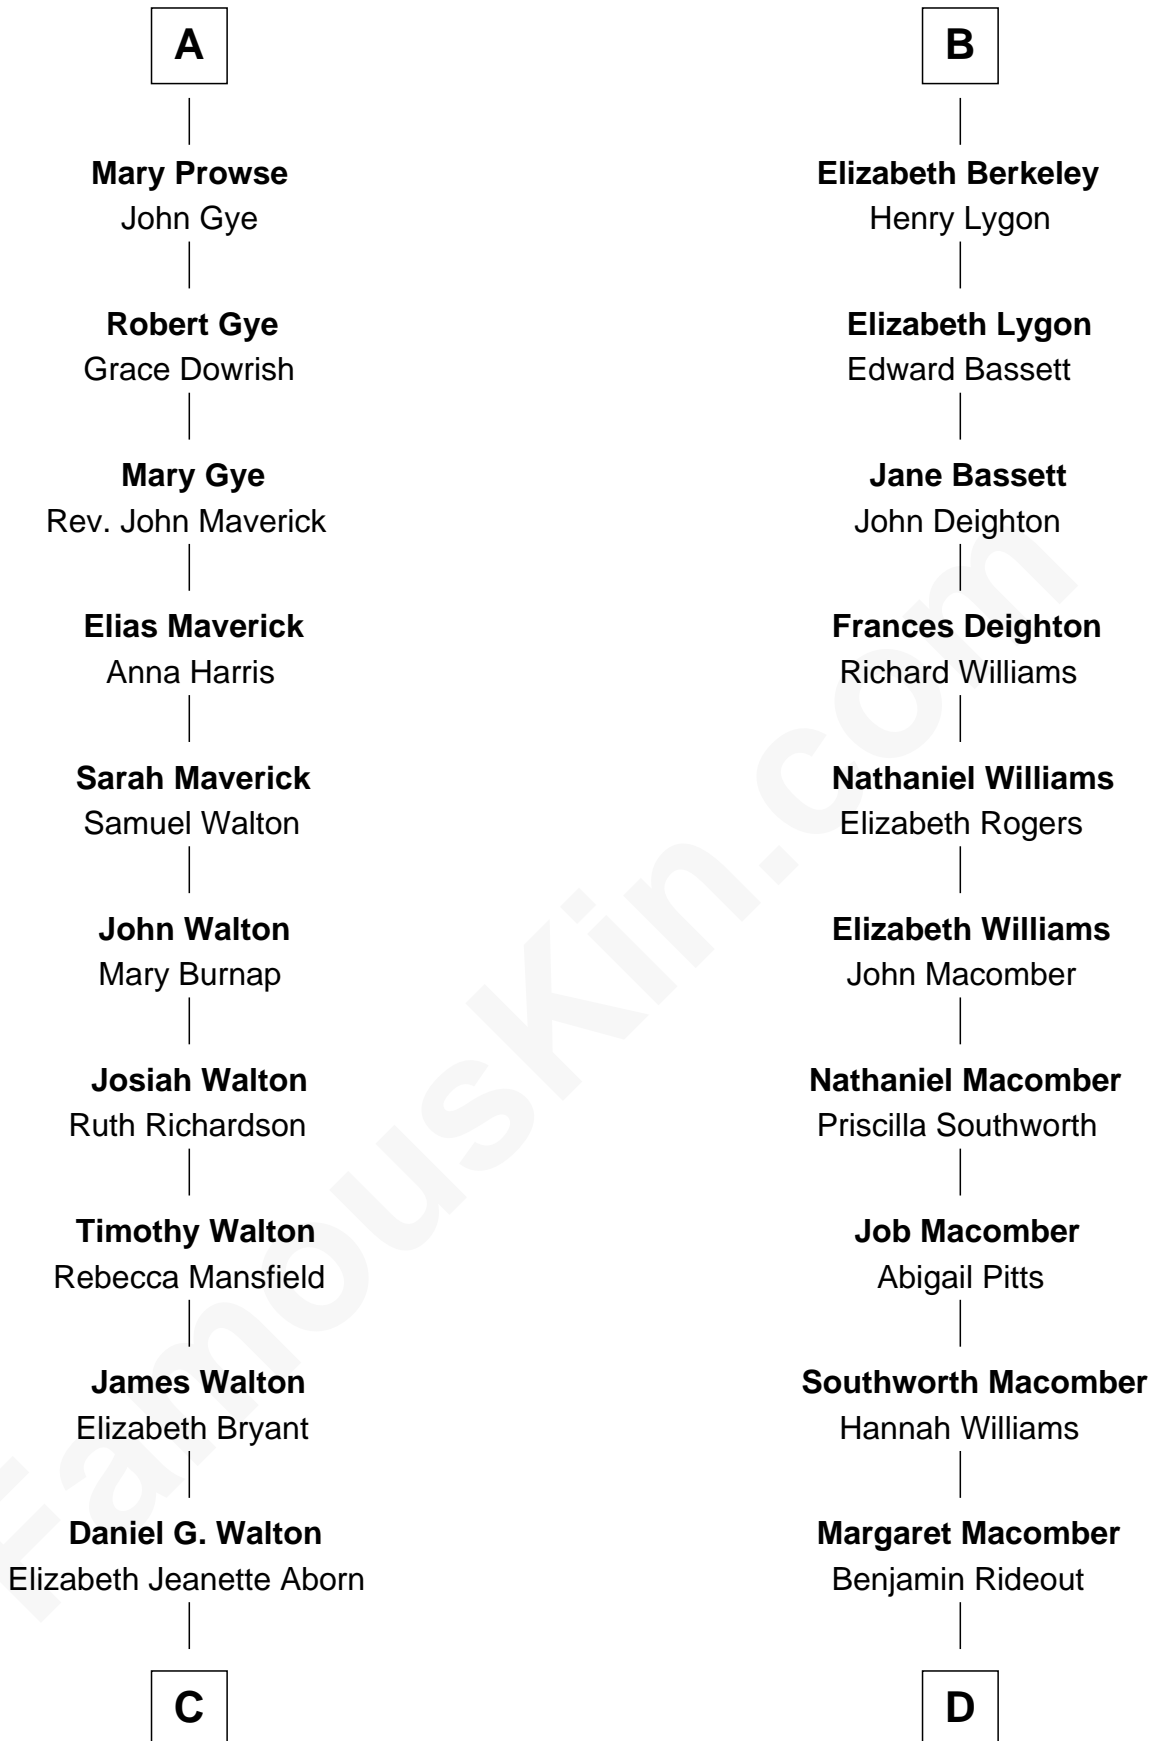 A
Mary Prowse
John Gye
Robert Gye
Grace Dowrish
Mary Gye
Rev. John Maverick
Elias Maverick
Anna Harris
Sarah Maverick
Samuel Walton
John Walton
Mary Burnap
Josiah Walton
Ruth Richardson
Timothy Walton
Rebecca Mansfield
James Walton
Elizabeth Bryant
Daniel G. Walton
Elizabeth Jeanette Aborn
C
B
Elizabeth Berkeley
Henry Lygon
Elizabeth Lygon
Edward Bassett
Jane Bassett
John Deighton
Frances Deighton
Richard Williams
Nathaniel Williams
Elizabeth Rogers
Elizabeth Williams
John Macomber
Nathaniel Macomber
Priscilla Southworth
Job Macomber
Abigail Pitts
Southworth Macomber
Hannah Williams
Margaret Macomber
Benjamin Rideout
D
FamousKin.com